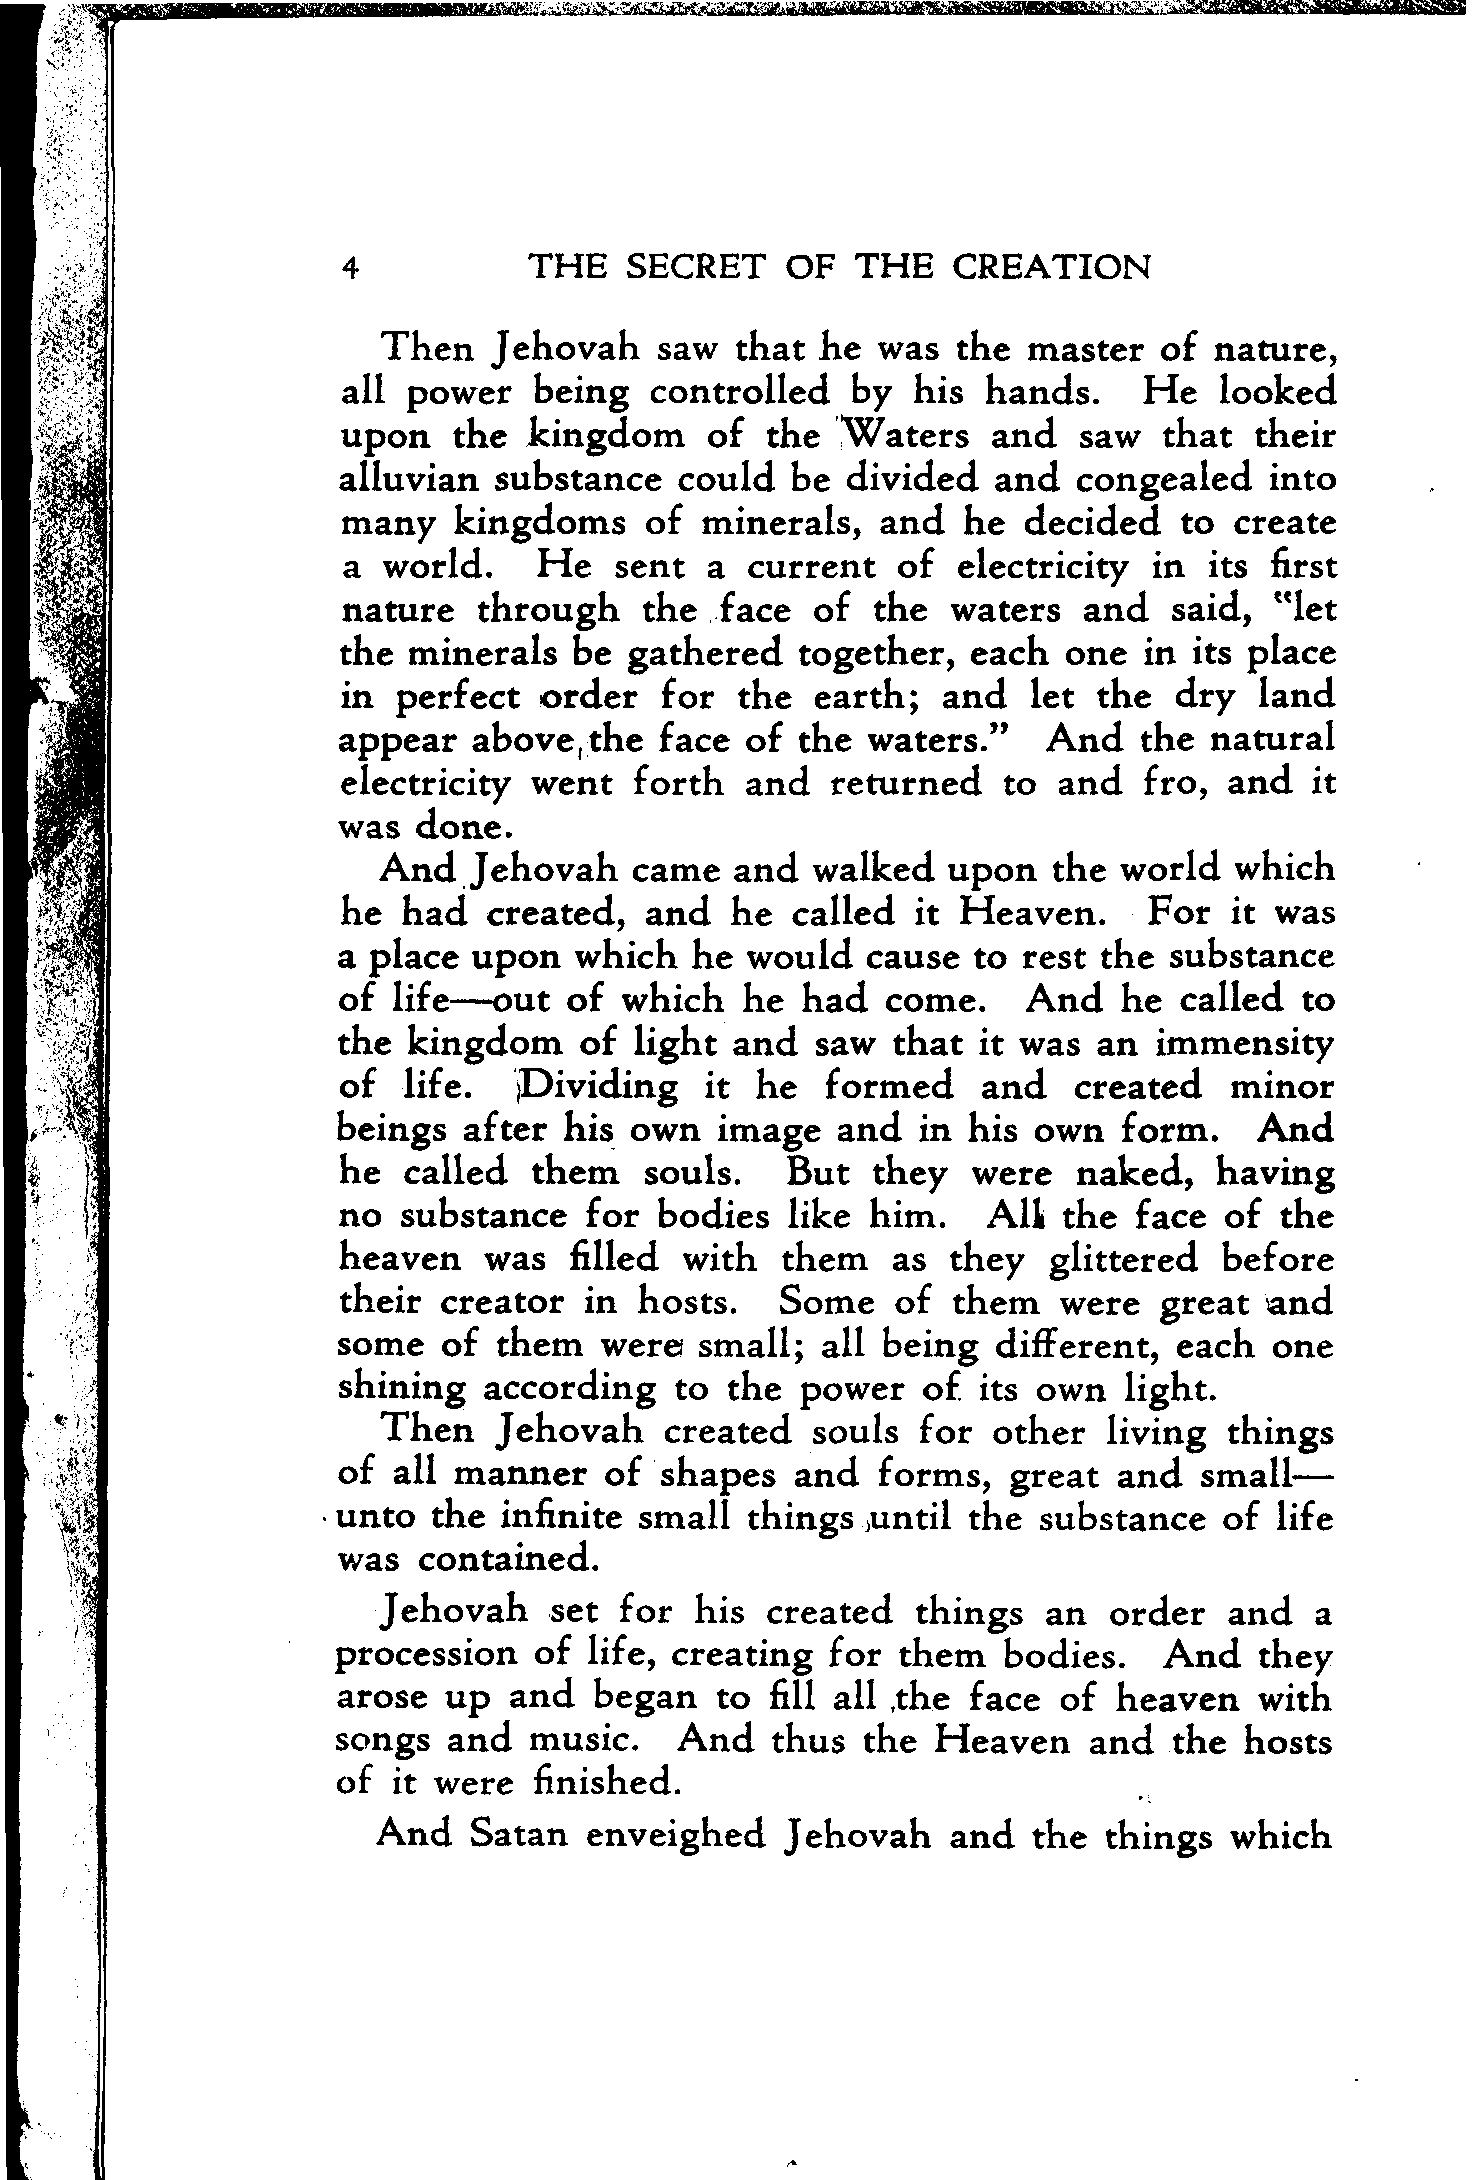 4 THE SECRET OF THE CREATION
Then Jehovah saw that he was the master of nature,
all power being controlled by his hands. He looked
upon the kingdom of the Waters and saw that their
alluvian substance could be divided and congealed into
many kingdoms of minerals, and he decided to create
a world. He sent a current of electricity in its first
nature through the face of the waters and said, "let
the minerals be gathered together, each one in its place
in perfect order for the earth; and let the dry land
appear above the face of the waters." And the natural
electricity went forth and returned to and fro, and it
was done.
And Jehovah came and walked upon the world which
he had created, and he called it Heaven. For it was
a place upon which he would cause to rest the substance
of life—out of which he had come. And he called to
the kingdom of light and saw that it was an immensity
of life. Dividing it he formed and created minor
beings after his own image and in his own form. And
he called them souls. But they were naked, having
no substance for bodies like him. All the face of the
heaven was filled with them as they glittered before
their creator in hosts. Some of them were great and
some of them were small; all being different, each one
shining according to the power of its own light.
Then Jehovah created souls for other living things
of all manner of shapes and forms, great and small—
unto the infinite small things until the substance of life
was contained.
Jehovah set for his created things an order and a
procession of life, creating for them bodies. And they
arose up and began to fill all the face of heaven with
songs and music. And thus the Heaven and the hosts
of it were finished.
And Satan enveighed Jehovah and the things which